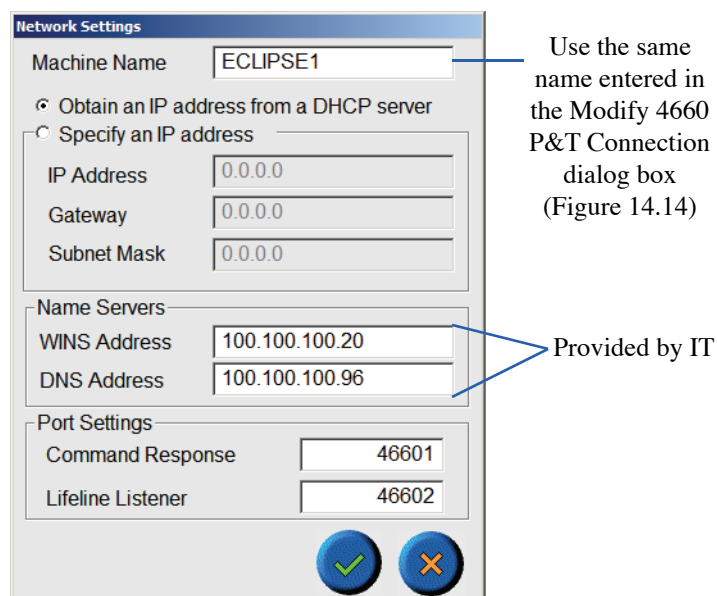 Network Settings
Machine Name ECLIPSE1
Obtain an IP address from a DHCP server
Specify an IP address
IP Address 0.0.0.0
Gateway 0.0.0.0
Subnet Mask 0.0.0.0
Name Servers
WINS Address 100.100.100.20
DNS Address 100.100.100.96
Port Settings
Command Response 46601
Lifeline Listener 46602
Use the same
name entered in
the Modify 4660
P&T Connection
dialog box
(Figure 14.14)
Provided by IT